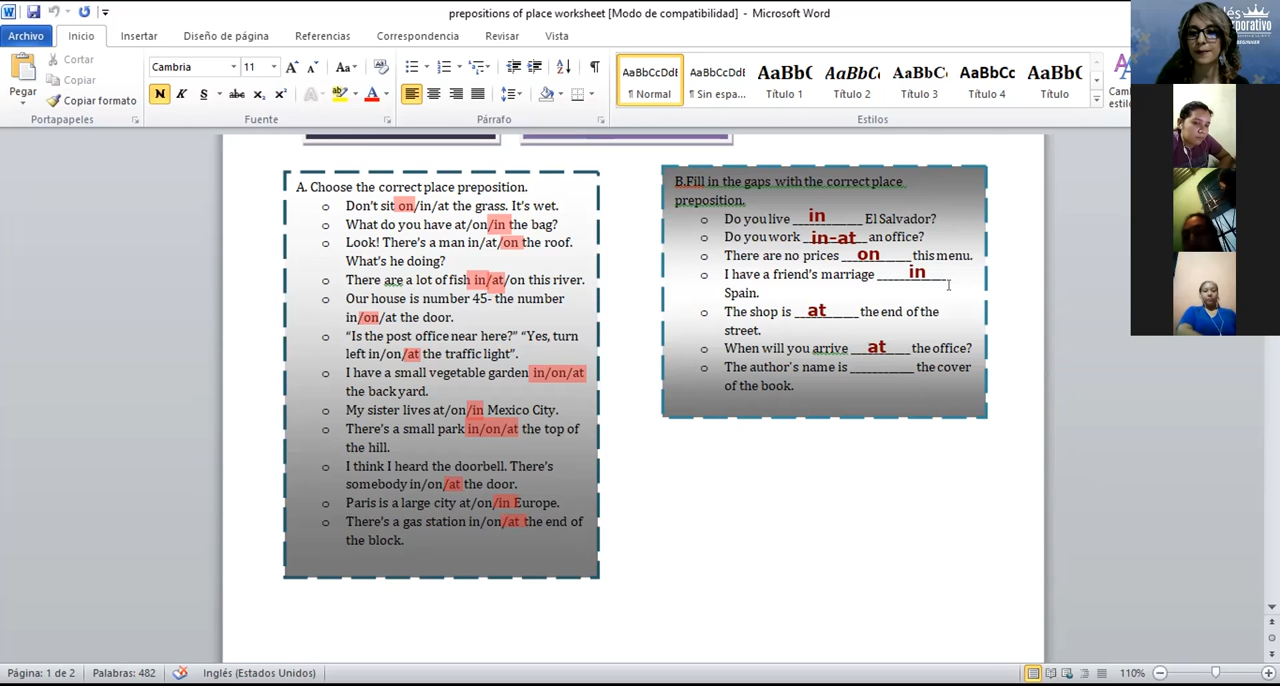 prepositions of place worksheet [Modo de compatibilidad] - Microsoft Word
Archivo Inicio Insertar Diseño de página Referencias Correspondencia Revisar Vista
Pegar
Cortar
Copiar
Copiar formato
Portapapeles
Cambria 11
N K S abc x₂ x² A A
Fuente
Párrafo
AaBbCcDdE AaBbCcDdE AaBbC AaBbCc AaBbCc AaBbCc AaBb(
¶ Normal ¶ Sin espa... Título 1 Título 2 Título 3 Título 4 Título
Estilos
A. Choose the correct place preposition.
o Don't sit on/in/at the grass. It's wet.
o What do you have at/on/in the bag?
o Look! There's a man in/at/on the roof.
What's he doing?
o There are a lot of fish in/at/on this river.
o Our house is number 45- the number
in/on/at the door.
o "Is the post office near here?" "Yes, turn
left in/on/at the traffic light".
o I have a small vegetable garden in/on/at
the back yard.
o My sister lives at/on/in Mexico City.
o There's a small park in/on/at the top of
the hill.
o I think I heard the doorbell. There's
somebody in/on/at the door.
o Paris is a large city at/on/in Europe.
o There's a gas station in/on/at the end of
the block.
B.Fill in the gaps with the correct place
preposition.
o Do you live ____in____ El Salvador?
o Do you work ____in-at____ an office?
o There are no prices ____on____ this menu.
o I have a friend's marriage ____in____
Spain.
o The shop is ____at____ the end of the
street.
o When will you arrive ____at____ the office?
o The author's name is __________ the cover
of the book.
Página: 1 de 2 Palabras: 482 Inglés (Estados Unidos) 110%